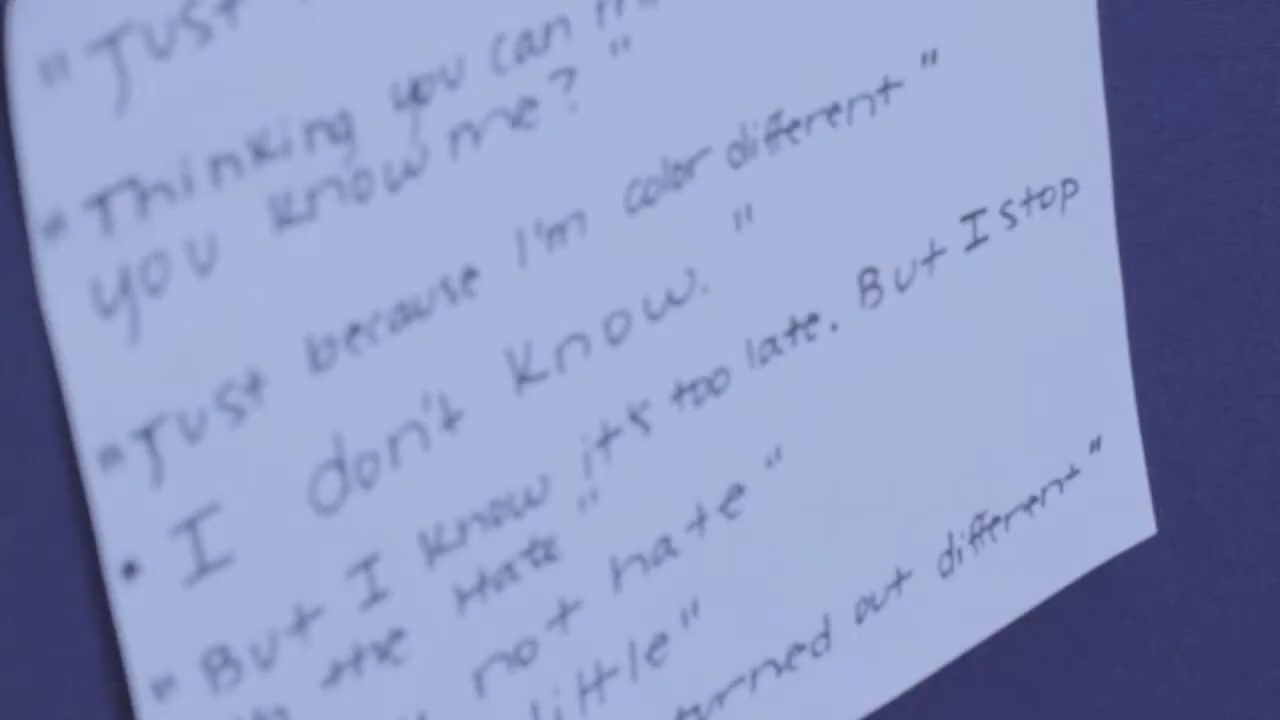 "Just
"Thinking you can
you know me?"
"Just because I'm color different"
• I don't know."
"But I know it's too late. But I stop
the Hate"
not hate"
little"
turned out different"